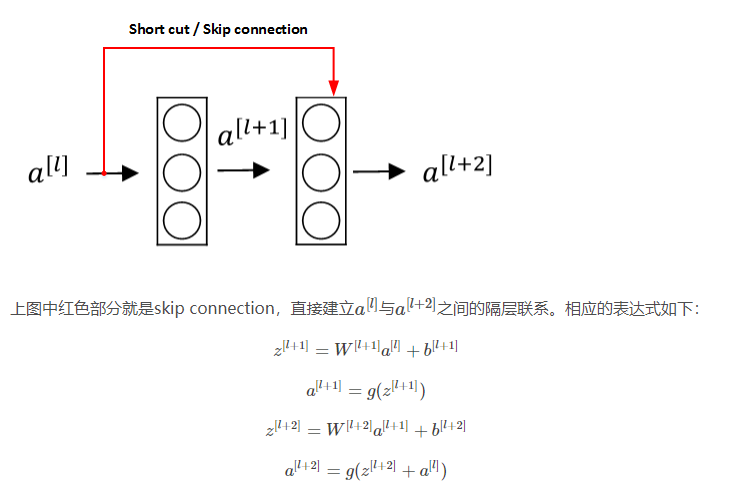 Short cut / Skip connection
a^{[l]} a^{[l+1]} a^{[l+2]}
上图中红色部分就是skip connection，直接建立a^{[l]}与a^{[l+2]}之间的隔层联系。相应的表达式如下：
z^{[l+1]} = W^{[l+1]}a^{[l]} + b^{[l+1]}
a^{[l+1]} = g(z^{[l+1]})
z^{[l+2]} = W^{[l+2]}a^{[l+1]} + b^{[l+2]}
a^{[l+2]} = g(z^{[l+2]} + a^{[l]})